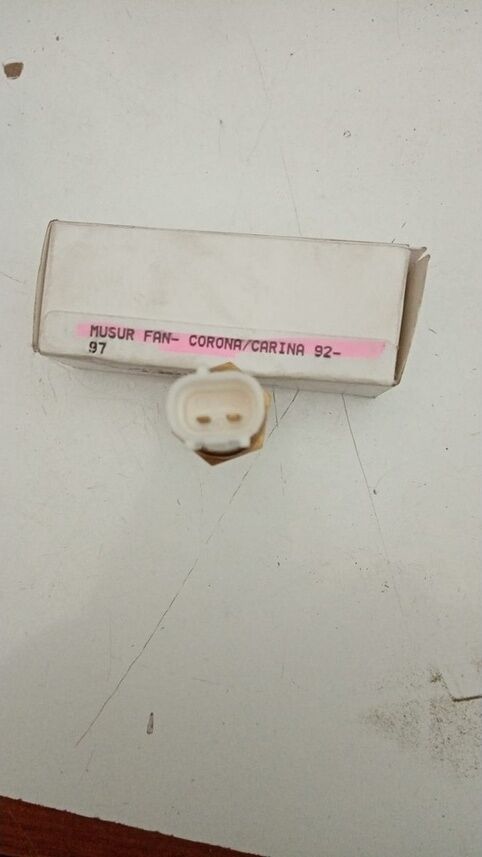 MUSUR FAN- CORONA/CARINA 92-
97